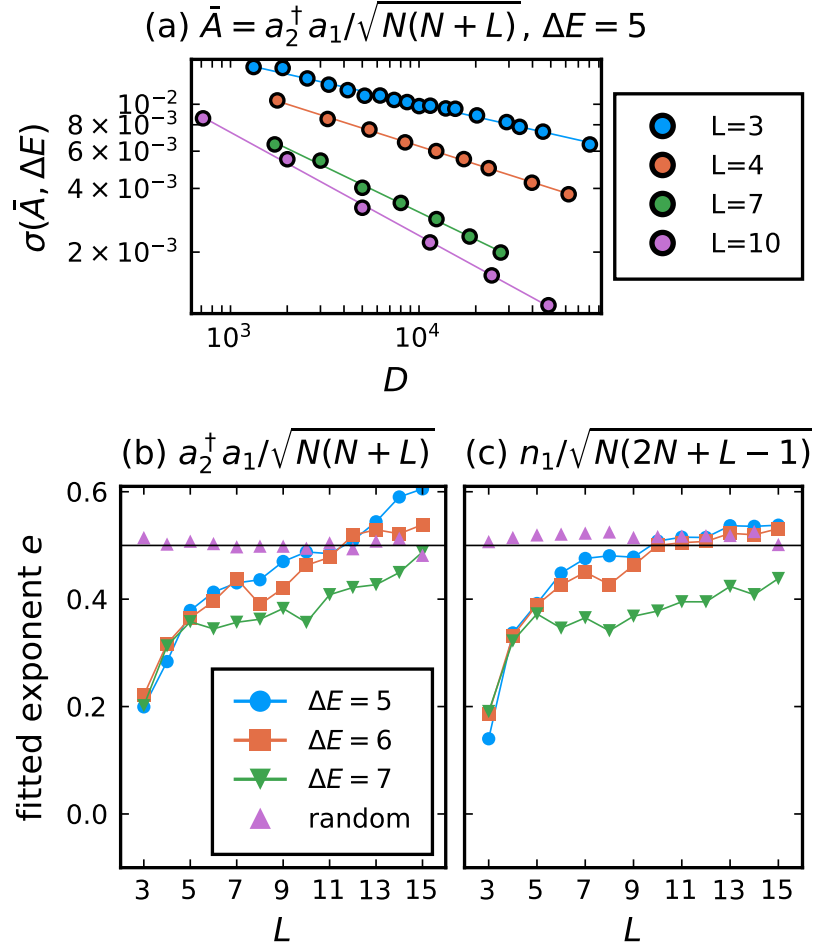 (a) Ā = a₂†a₁/√N(N + L), ΔE = 5
σ(Ā, ΔE)
10⁻²
8 × 10⁻³
6 × 10⁻³
4 × 10⁻³
2 × 10⁻³
10³ 10⁴
D
L=3
L=4
L=7
L=10
(b) a₂†a₁/√N(N + L)
fitted exponent e
0.6
0.4
0.2
0.0
3 5 7 9 11 13 15
L
ΔE = 5
ΔE = 6
ΔE = 7
random
(c) n₁/√N(2N + L − 1)
3 5 7 9 11 13 15
L